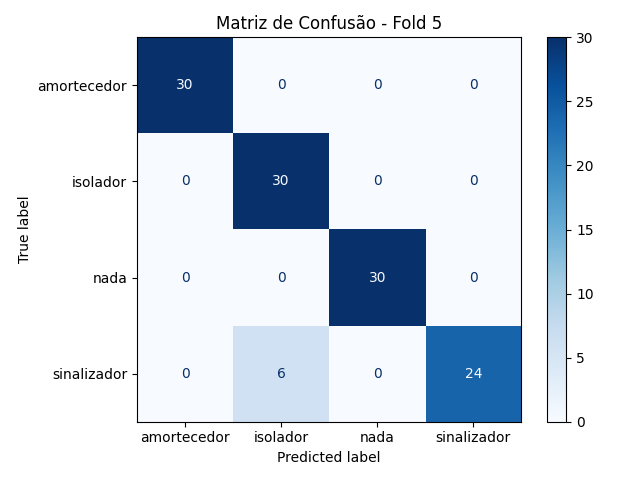 Matriz de Confusão - Fold 5
True label
amortecedor 30 0 0 0
isolador 0 30 0 0
nada 0 0 30 0
sinalizador 0 6 0 24
amortecedor isolador nada sinalizador
Predicted label
30
25
20
15
10
5
0